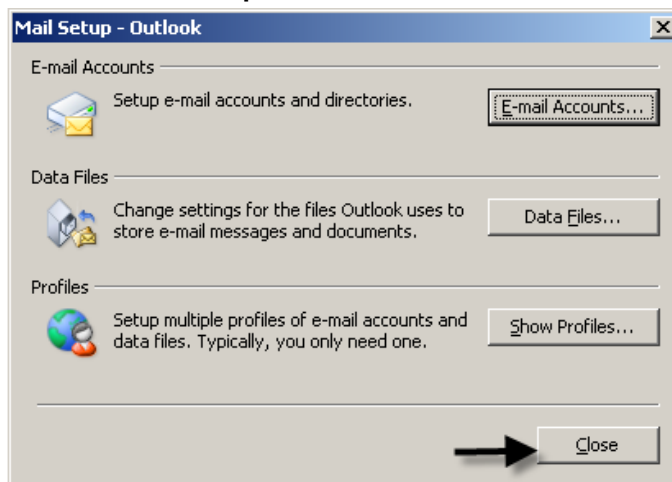 Mail Setup - Outlook
E-mail Accounts
Setup e-mail accounts and directories.
E-mail Accounts...
Data Files
Change settings for the files Outlook uses to
store e-mail messages and documents.
Data Files...
Profiles
Setup multiple profiles of e-mail accounts and
data files. Typically, you only need one.
Show Profiles...
Close